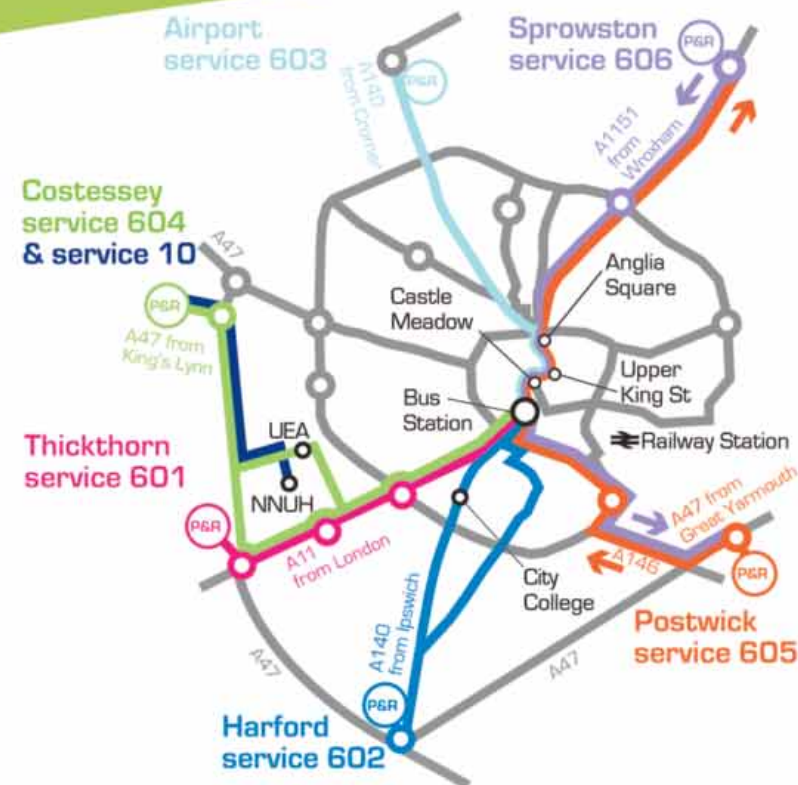 Airport
service 603
P&R
A140
from Cromer
Sprowston
service 606
P&R
A1151
from
Wroxham
Costessey
service 604
& service 10
A47
P&R
A47 from
King's Lynn
Anglia
Square
Castle
Meadow
Upper
King St
Bus
Station
Railway Station
UEA
NNUH
Thickthorn
service 601
P&R
A11
from London
A47 from
Great Yarmouth
A146
P&R
City
College
Postwick
service 605
A140
from Ipswich
A47
A47
P&R
Harford
service 602